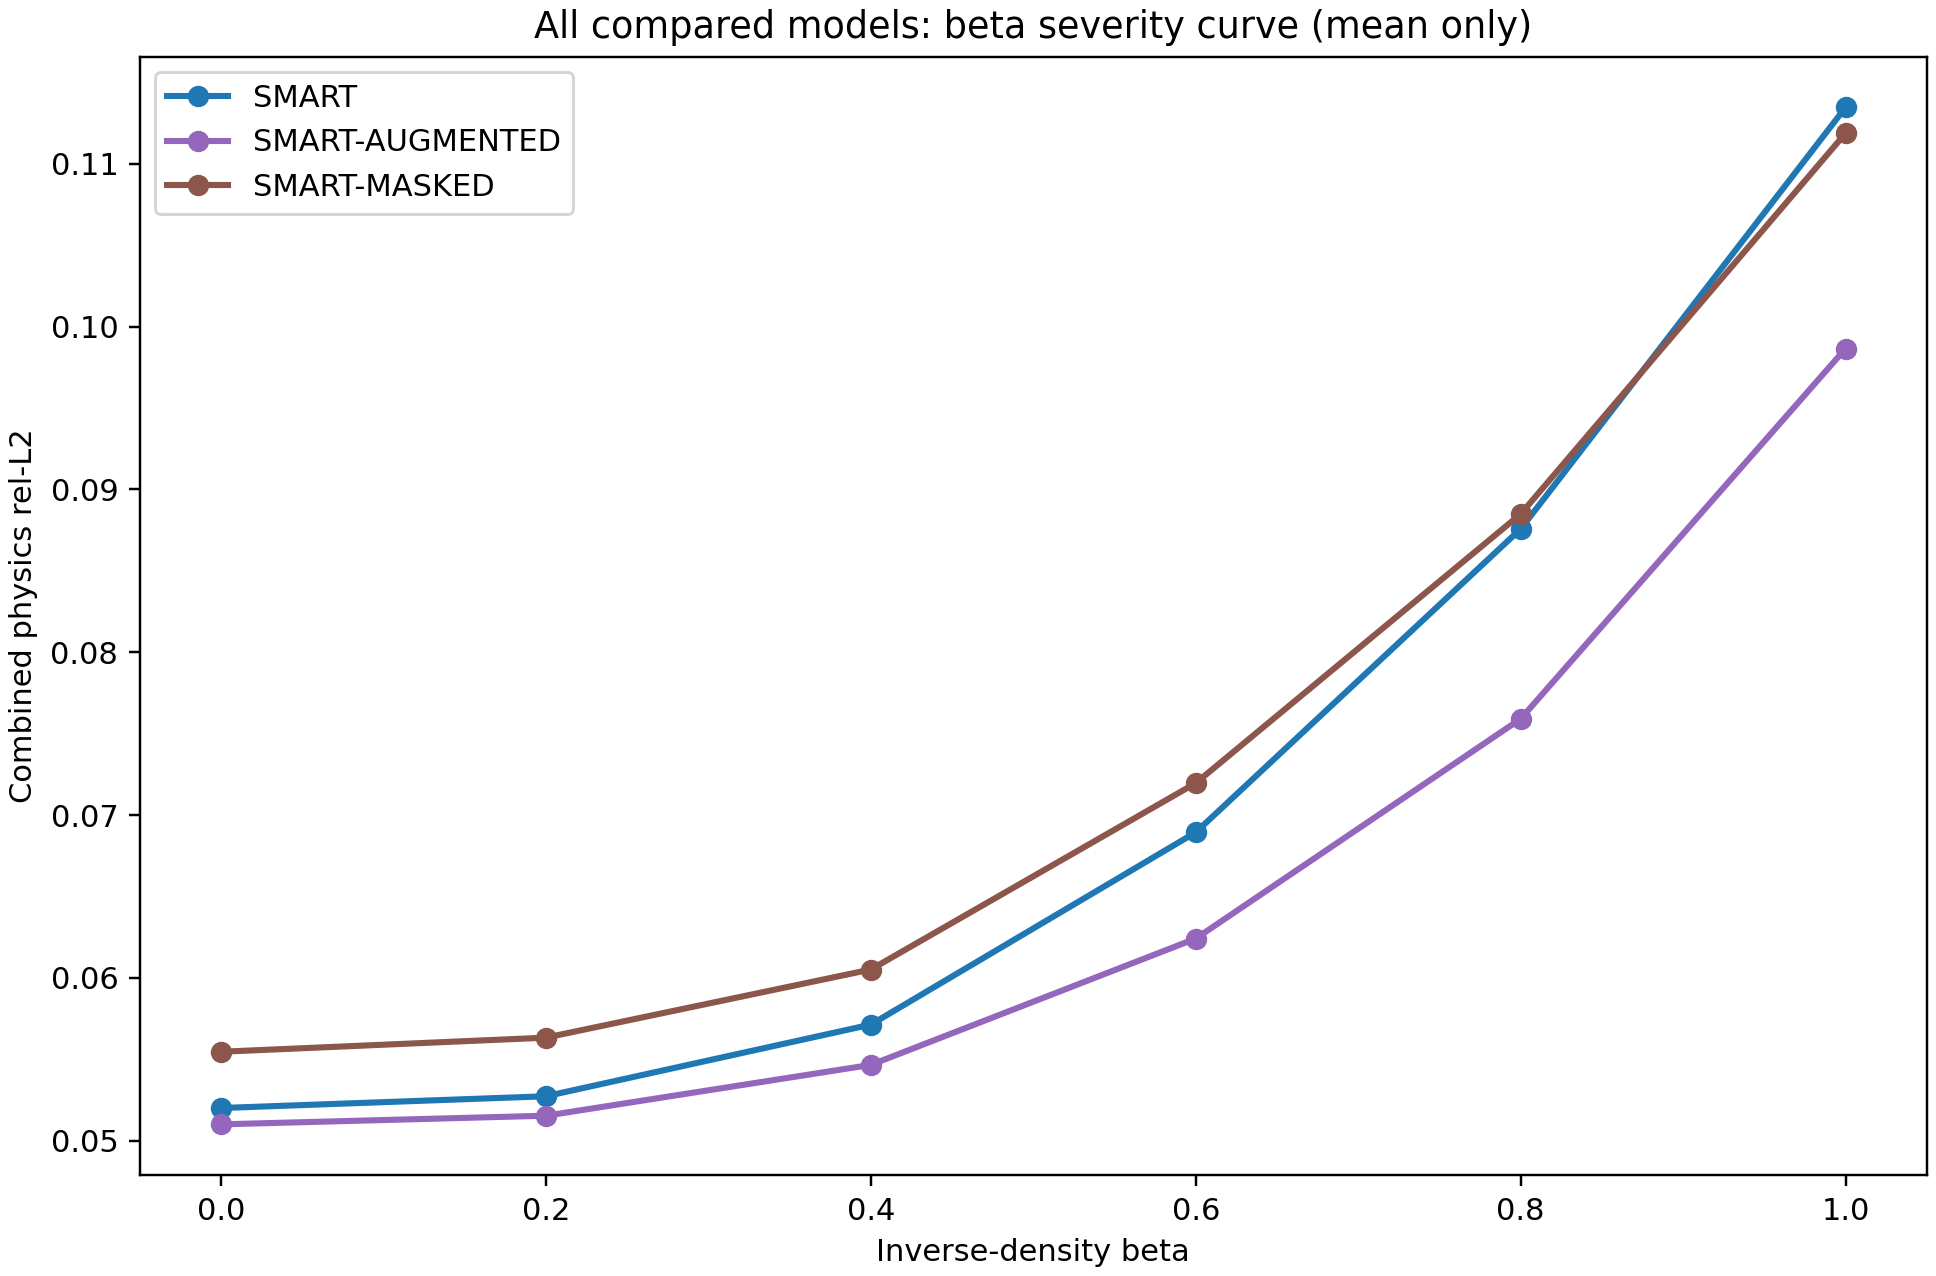 All compared models: beta severity curve (mean only)
SMART
SMART-AUGMENTED
SMART-MASKED
Combined physics rel-L2
0.11
0.10
0.09
0.08
0.07
0.06
0.05
0.0 0.2 0.4 0.6 0.8 1.0
Inverse-density beta